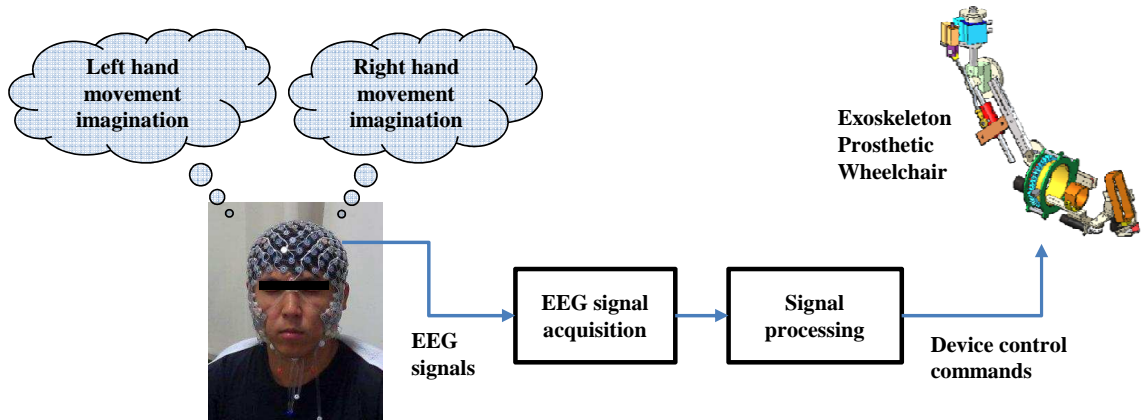 Left hand
movement
imagination
Right hand
movement
imagination
Exoskeleton
Prosthetic
Wheelchair
EEG
signals
EEG signal
acquisition
Signal
processing
Device control
commands